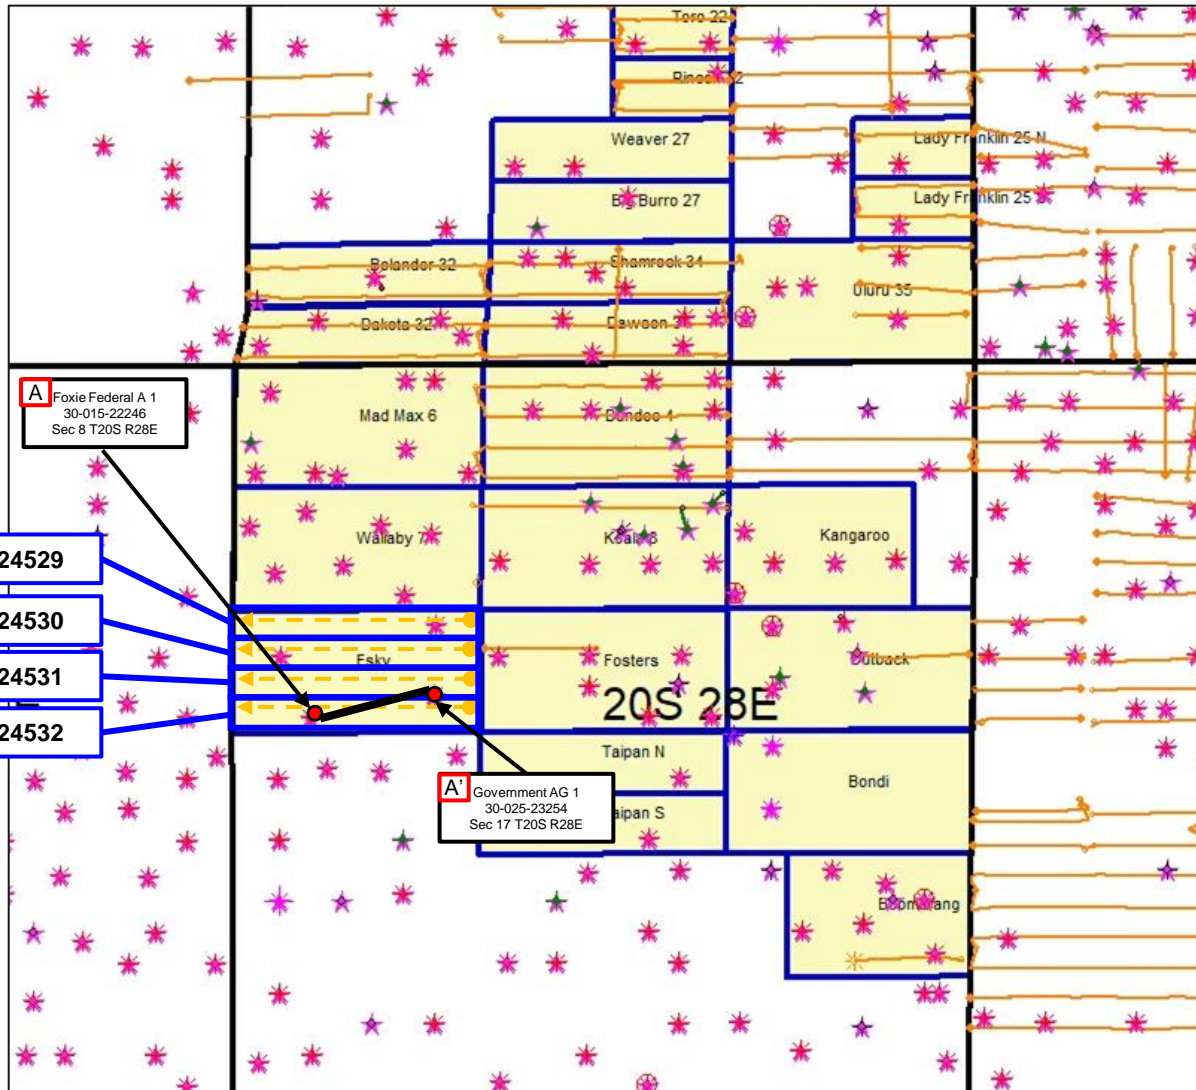 Toro 22
Weaver 27
Lady Franklin 25 N
Big Burro 27
Lady Franklin 25
Bolander 32
Shamrock 34
Uluru 35
Dakota 32
Dawson
A
Foxie Federal A 1
30-015-22246
Sec 8 T20S R28E
Mad Max 6
Dundee 4
Wallaby 7
Koala 8
Kangaroo
24529
24530
24531
24532
Esky
Fosters
Outback
20S 28E
Taipan N
Bondi
A'
Government AG 1
30-025-23254
Sec 17 T20S R28E
aipan S
Boomerang